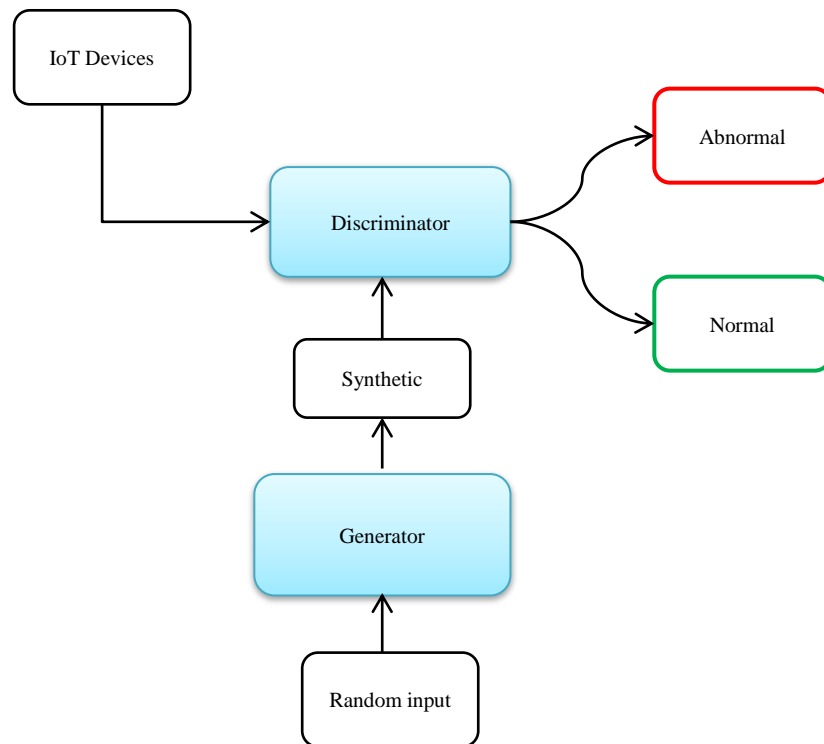 IoT Devices
Abnormal
Discriminator
Normal
Synthetic
Generator
Random input